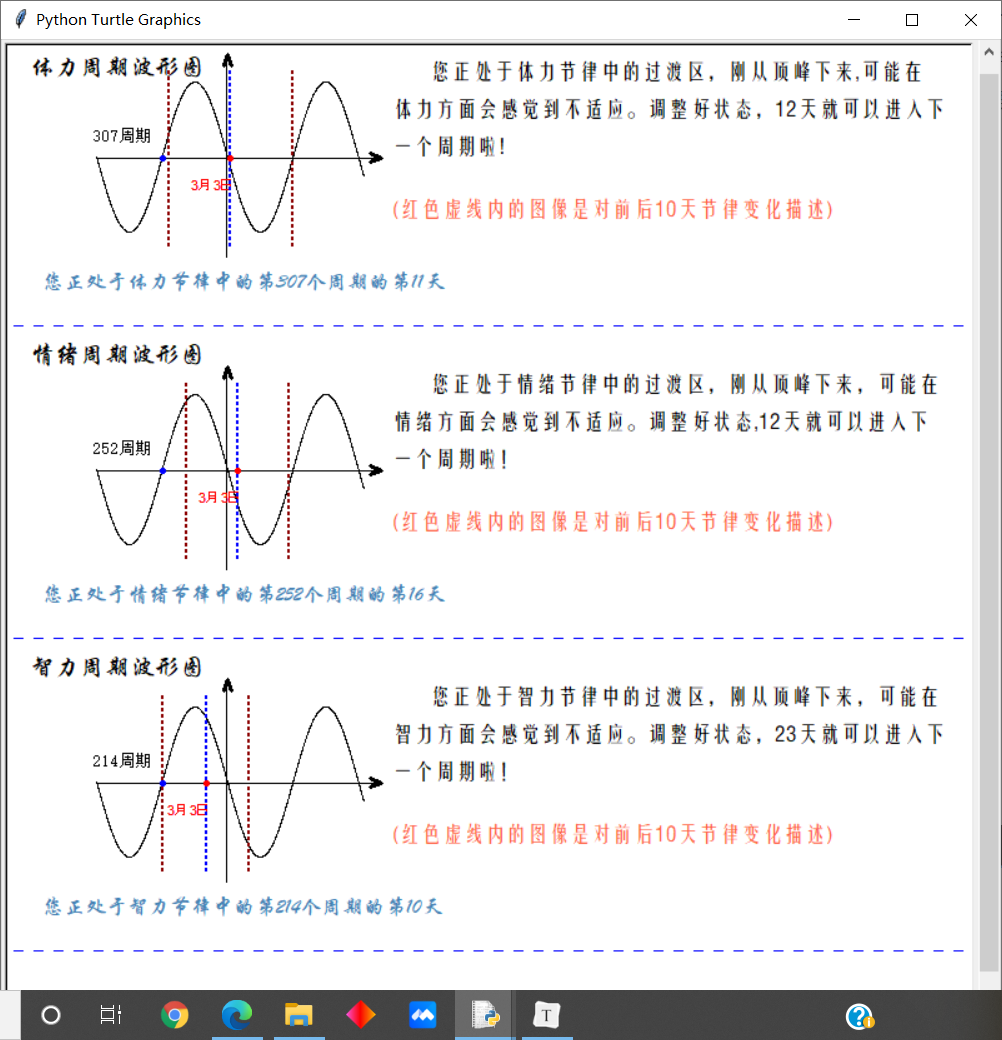 Python Turtle Graphics
体力周期波形图
307周期
3月3日
您正处于体力节律中的过渡区，刚从顶峰下来,可能在
体力方面会感觉到不适应。调整好状态，12天就可以进入下
一个周期啦!
(红色虚线内的图像是对前后10天节律变化描述)
您正处于体力节律中的第307个周期的第11天
情绪周期波形图
252周期
3月3日
您正处于情绪节律中的过渡区，刚从顶峰下来，可能在
情绪方面会感觉到不适应。调整好状态,12天就可以进入下
一个周期啦!
(红色虚线内的图像是对前后10天节律变化描述)
您正处于情绪节律中的第252个周期的第16天
智力周期波形图
214周期
3月3日
您正处于智力节律中的过渡区，刚从顶峰下来，可能在
智力方面会感觉到不适应。调整好状态，23天就可以进入下
一个周期啦!
(红色虚线内的图像是对前后10天节律变化描述)
您正处于智力节律中的第214个周期的第10天
T